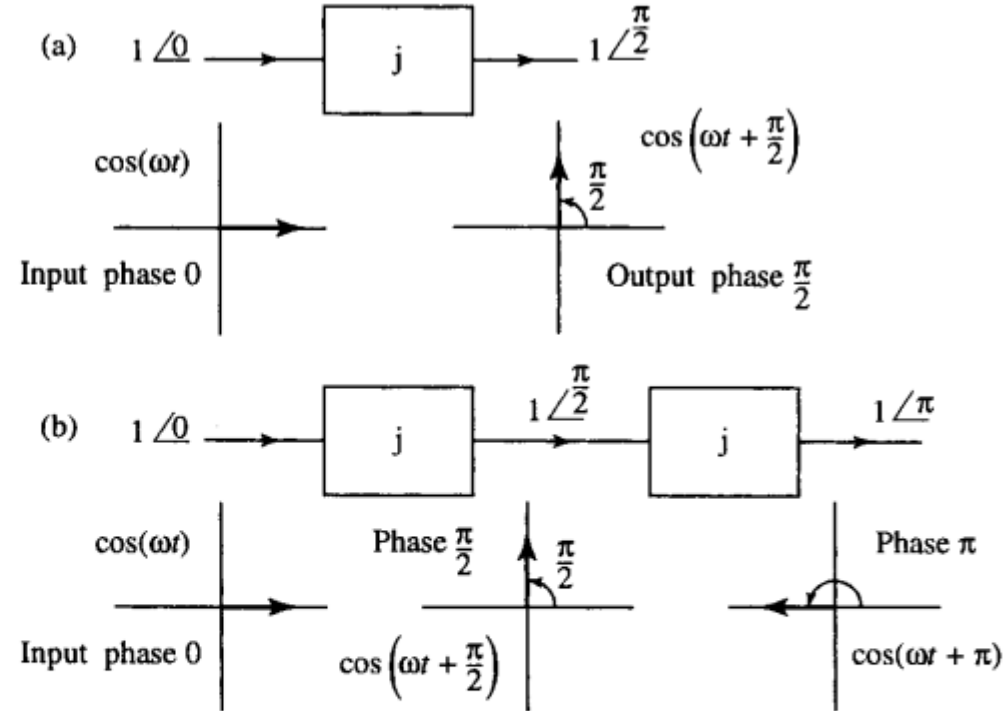 (a) 1 ∠0 j 1 ∠π/2
cos(ωt) π/2 cos(ωt + π/2)
Input phase 0 Output phase π/2
(b) 1 ∠0 j 1 ∠π/2 j 1 ∠π
cos(ωt) Phase π/2 π/2 Phase π
Input phase 0 cos(ωt + π/2) cos(ωt + π)